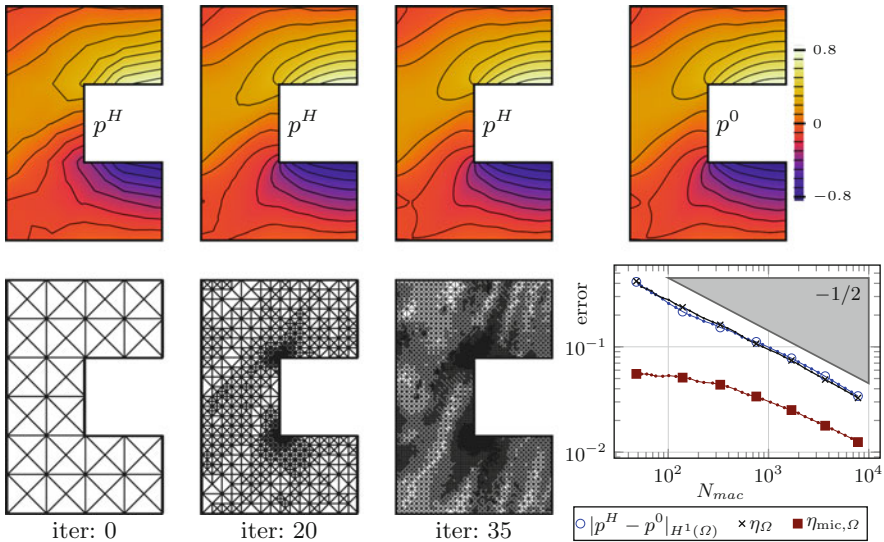 p^H
p^H
p^H
p^0
0.8
0
−0.8
iter: 0
iter: 20
iter: 35
error
10^{−1}
10^{−2}
−1/2
10^2
10^3
10^4
N_{mac}
|p^H − p^0|_{H^1(Ω)} η_Ω η_{mic,Ω}